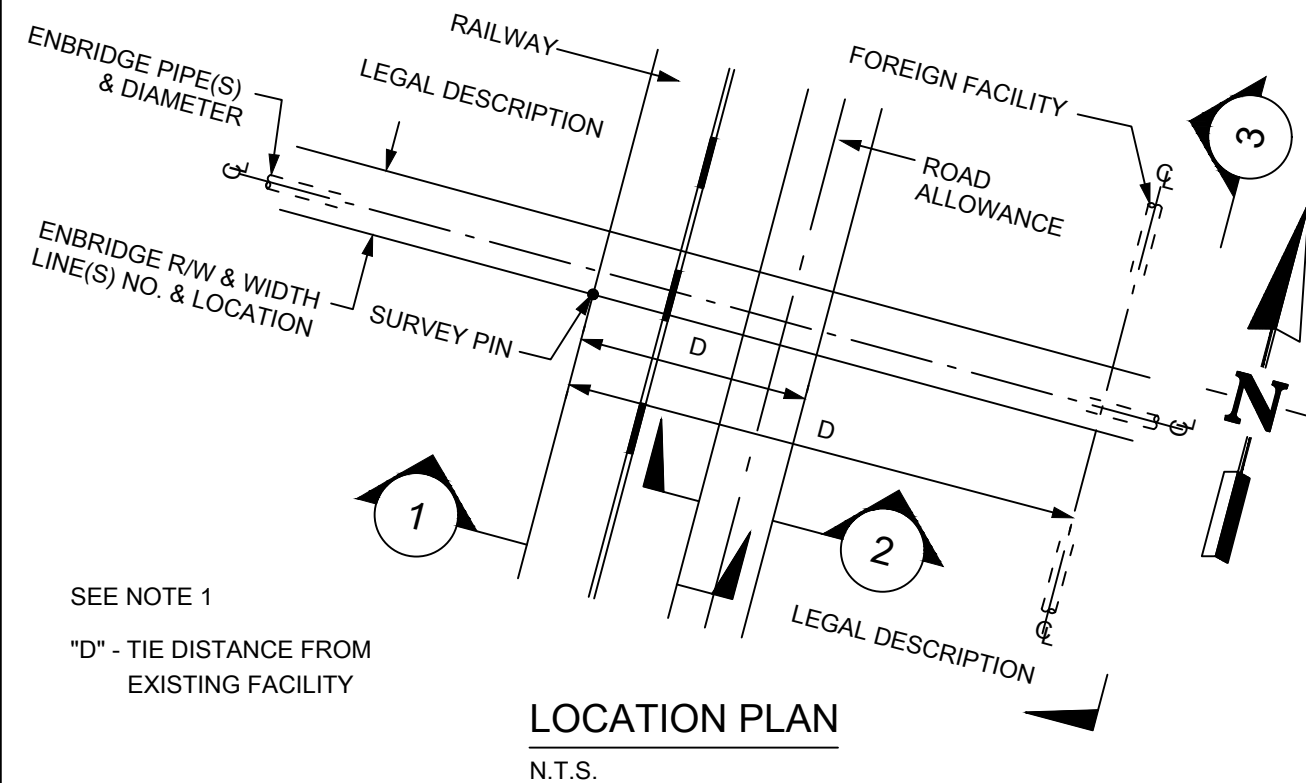 RAILWAY
ENBRIDGE PIPE(S)
& DIAMETER
LEGAL DESCRIPTION
FOREIGN FACILITY
3
ROAD
ALLOWANCE
ENBRIDGE R/W & WIDTH
LINE(S) NO. & LOCATION
SURVEY PIN
D
D
N
1
2
LEGAL DESCRIPTION
SEE NOTE 1
"D" - TIE DISTANCE FROM
EXISTING FACILITY
LOCATION PLAN
N.T.S.
℄
℄
℄
℄